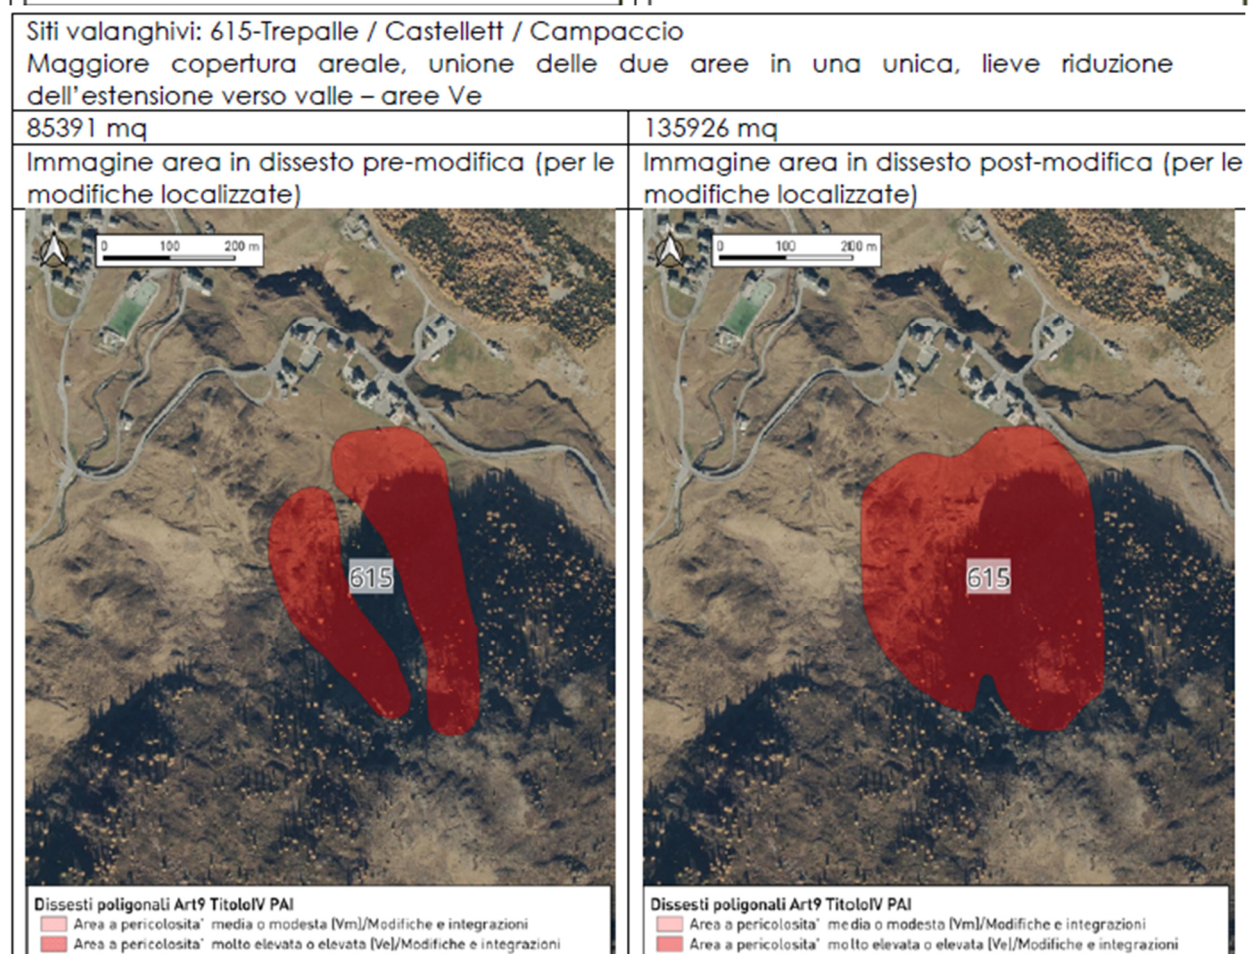 Siti valanghivi: 615-Trepalle / Castellett / Campaccio
Maggiore copertura areale, unione delle due aree in una unica, lieve riduzione
dell'estensione verso valle – aree Ve
85391 mq
135926 mq
Immagine area in dissesto pre-modifica (per le
modifiche localizzate)
Immagine area in dissesto post-modifica (per le
modifiche localizzate)
0 100 200 m
615
Dissesti poligonali Art9 TitoloIV PAI
Area a pericolosita' media o modesta (Vm)/Modifiche e integrazioni
Area a pericolosita' molto elevata o elevata (Ve)/Modifiche e integrazioni
0 100 200 m
615
Dissesti poligonali Art9 TitoloIV PAI
Area a pericolosita' media o modesta (Vm)/Modifiche e integrazioni
Area a pericolosita' molto elevata o elevata (Ve)/Modifiche e integrazioni